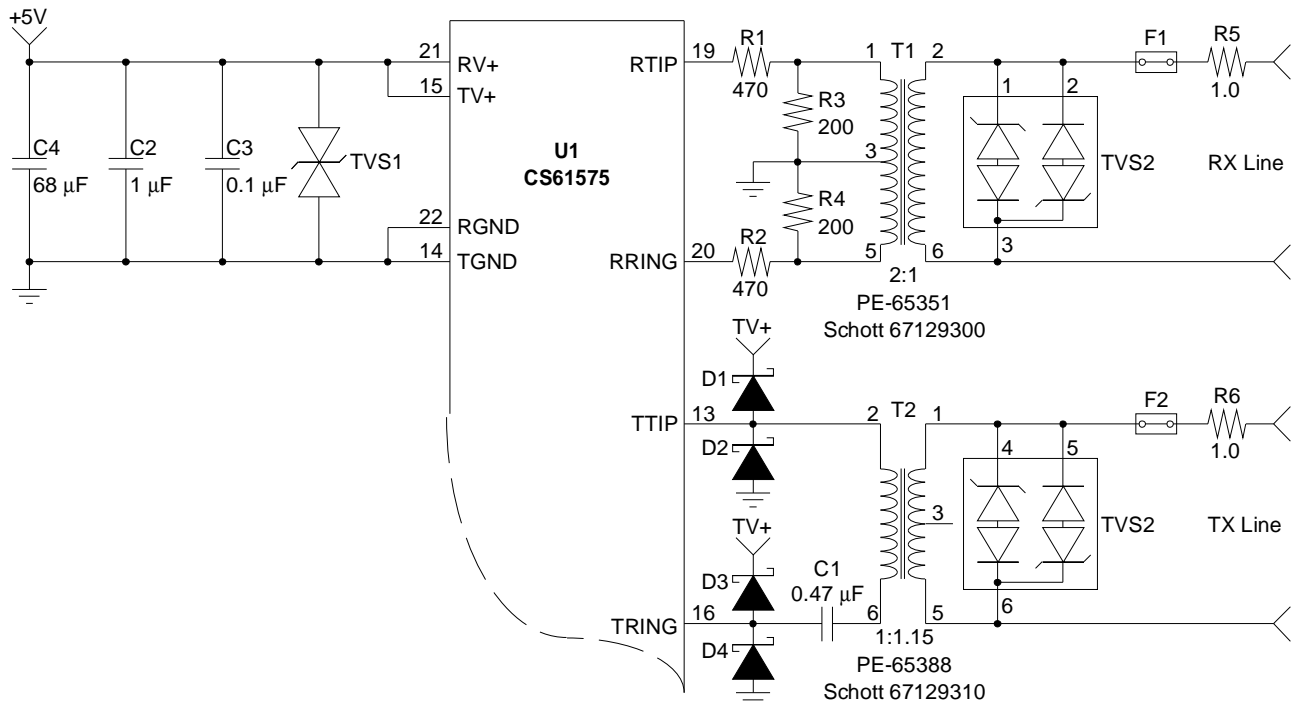 +5V
C4
68 µF
C2
1 µF
C3
0.1 µF
TVS1
21
RV+
15
TV+
22
RGND
14
TGND
U1
CS61575
RTIP
19
R1
470
R3
200
R4
200
RRING
20
R2
470
1
T1
2
3
5
6
2:1
PE-65351
Schott 67129300
1
2
TVS2
3
F1
R5
1.0
RX Line
TV+
D1
TTIP
13
D2
TV+
D3
TRING
16
D4
C1
0.47 µF
2
T2
1
3
6
5
1:1.15
PE-65388
Schott 67129310
4
5
TVS2
6
F2
R6
1.0
TX Line